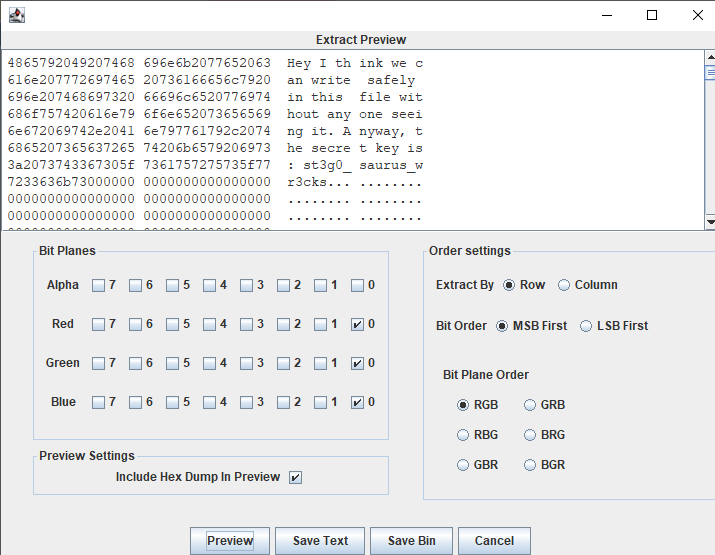 Extract Preview
4865792049207468 696e6b2077652063  Hey I th ink we c
616e207772697465 20736166656c7920  an write  safely 
696e207468697320 66696c6520776974  in this  file wit
686f757420616e79 6f6e652073656569  hout any one seei
6e672069742e2041 6e797761792c2074  ng it. A nyway, t
6865207365637265 74206b6579206973  he secre t key is
3a2073743367305f 7361757275735f77  : st3g0_ saurus_w
7233636b73000000 0000000000000000  r3cks... ........
0000000000000000 0000000000000000  ........ ........
0000000000000000 0000000000000000  ........ ........
Bit Planes
Alpha 7 6 5 4 3 2 1 0
Red 7 6 5 4 3 2 1 0
Green 7 6 5 4 3 2 1 0
Blue 7 6 5 4 3 2 1 0
Preview Settings
Include Hex Dump In Preview
Order settings
Extract By Row Column
Bit Order MSB First LSB First
Bit Plane Order
RGB GRB
RBG BRG
GBR BGR
Preview Save Text Save Bin Cancel